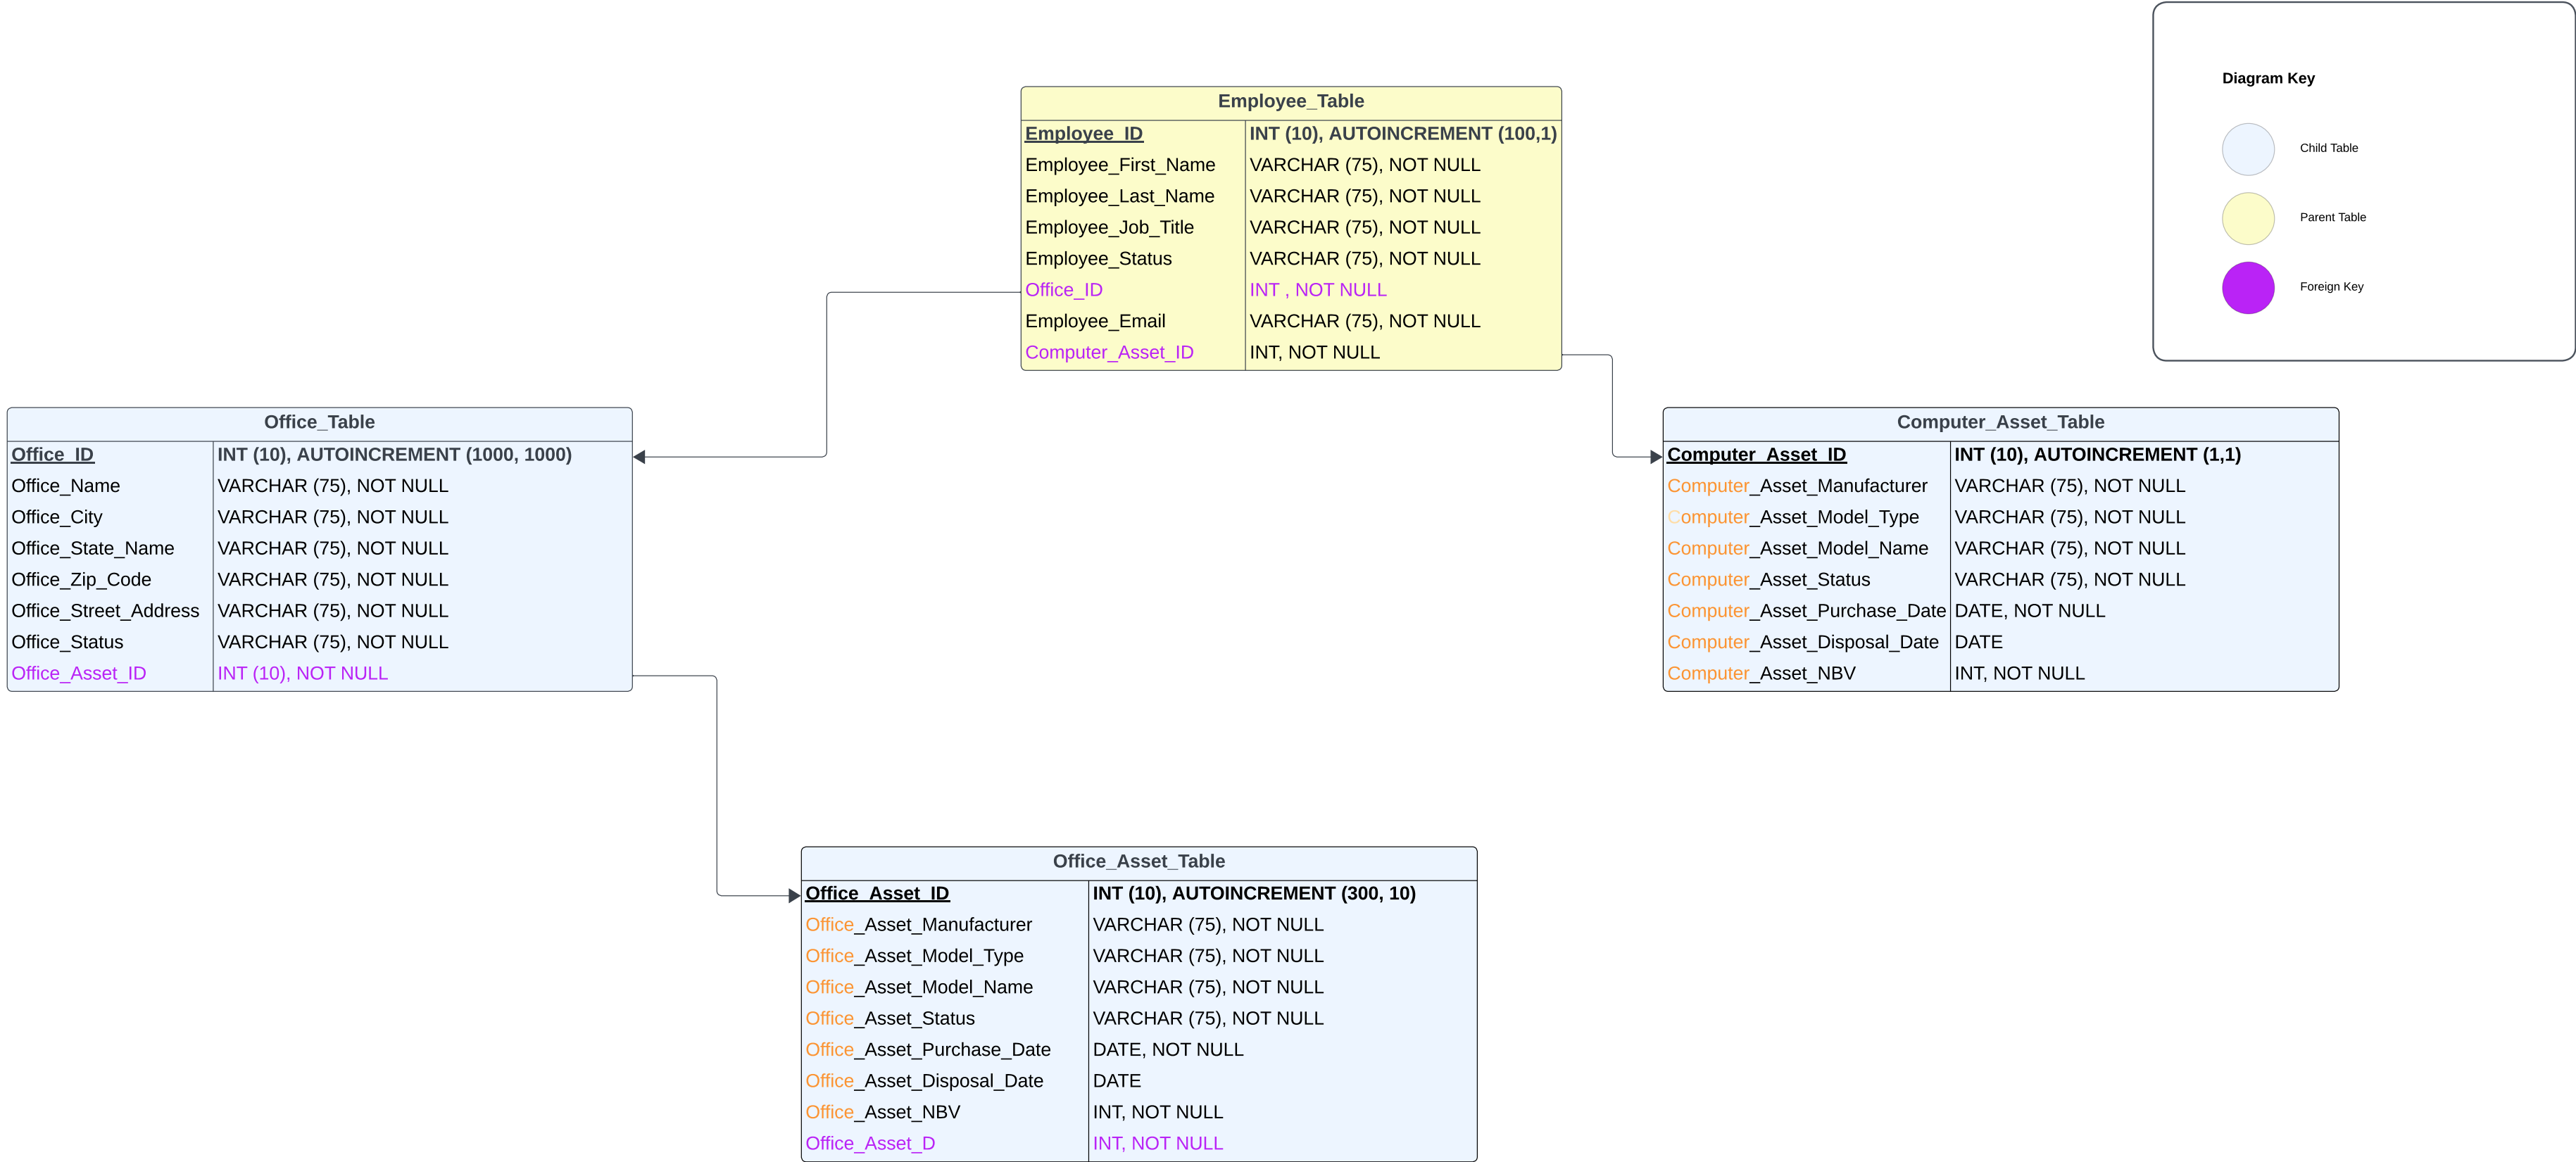 Diagram Key
Child Table
Parent Table
Foreign Key
Employee_Table
Employee_ID INT (10), AUTOINCREMENT (100,1)
Employee_First_Name VARCHAR (75), NOT NULL
Employee_Last_Name VARCHAR (75), NOT NULL
Employee_Job_Title VARCHAR (75), NOT NULL
Employee_Status VARCHAR (75), NOT NULL
Office_ID INT , NOT NULL
Employee_Email VARCHAR (75), NOT NULL
Computer_Asset_ID INT, NOT NULL
Office_Table
Office_ID INT (10), AUTOINCREMENT (1000, 1000)
Office_Name VARCHAR (75), NOT NULL
Office_City VARCHAR (75), NOT NULL
Office_State_Name VARCHAR (75), NOT NULL
Office_Zip_Code VARCHAR (75), NOT NULL
Office_Street_Address VARCHAR (75), NOT NULL
Office_Status VARCHAR (75), NOT NULL
Office_Asset_ID INT (10), NOT NULL
Computer_Asset_Table
Computer_Asset_ID INT (10), AUTOINCREMENT (1,1)
Computer_Asset_Manufacturer VARCHAR (75), NOT NULL
Computer_Asset_Model_Type VARCHAR (75), NOT NULL
Computer_Asset_Model_Name VARCHAR (75), NOT NULL
Computer_Asset_Status VARCHAR (75), NOT NULL
Computer_Asset_Purchase_Date DATE, NOT NULL
Computer_Asset_Disposal_Date DATE
Computer_Asset_NBV INT, NOT NULL
Office_Asset_Table
Office_Asset_ID INT (10), AUTOINCREMENT (300, 10)
Office_Asset_Manufacturer VARCHAR (75), NOT NULL
Office_Asset_Model_Type VARCHAR (75), NOT NULL
Office_Asset_Model_Name VARCHAR (75), NOT NULL
Office_Asset_Status VARCHAR (75), NOT NULL
Office_Asset_Purchase_Date DATE, NOT NULL
Office_Asset_Disposal_Date DATE
Office_Asset_NBV INT, NOT NULL
Office_Asset_D INT, NOT NULL